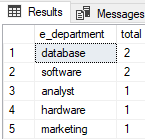 Results Messages
e_department total
1 database 2
2 software 2
3 analyst 1
4 hardware 1
5 marketing 1